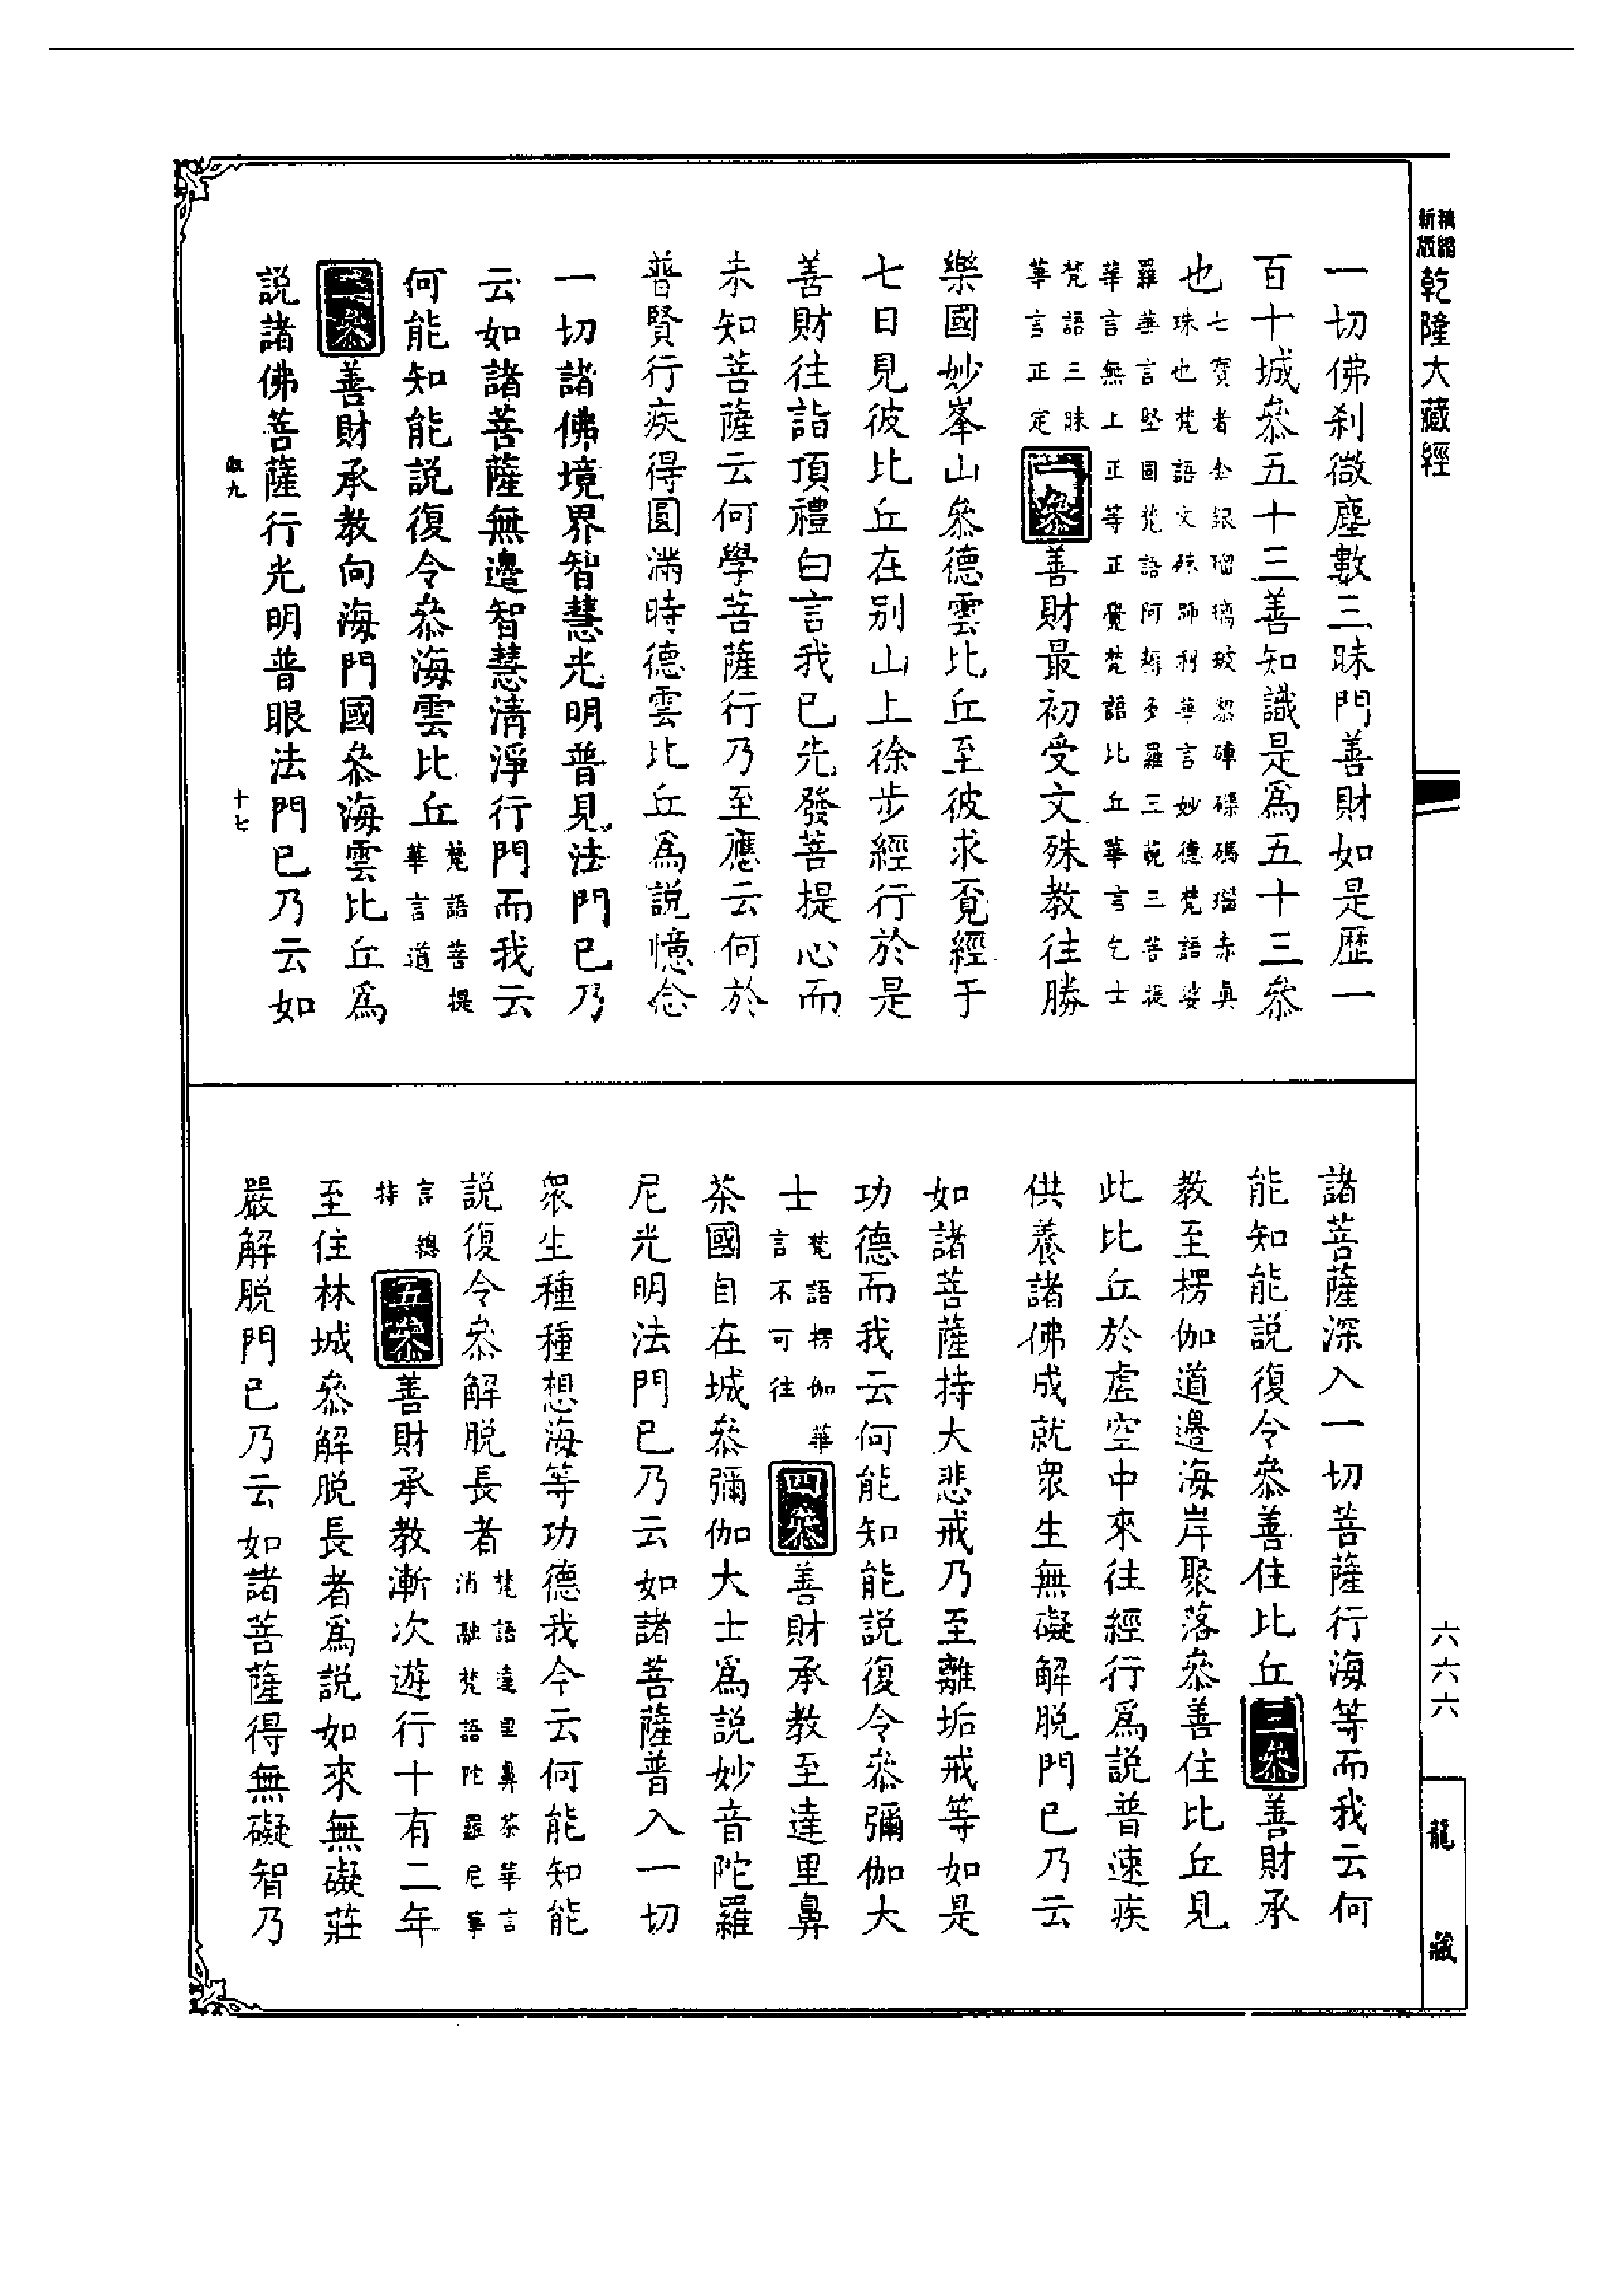 新版精縮
乾隆大藏經
一切佛刹微塵數三昧門善財如是歷一
百十城叅五十三善知識是爲五十三叅
也七寶者金銀瑠璃玻瓈硨磲碼瑙赤真
珠也梵語文殊師利華言妙德梵語娑
羅華言堅固梵語阿耨多羅三藐三菩提
華言無上正等正覺梵語比丘華言乞士
梵語三昧
華言正定
一叅善財最初受文殊教往勝
樂國妙峯山叅德雲比丘至彼求覓經于
七日見彼比丘在别山上徐步經行於是
善財往詣頂禮白言我已先發菩提心而
未知菩薩云何學菩薩行乃至應云何於
普賢行疾得圓滿時德雲比丘爲說憶念
一切諸佛境界智慧光明普見法門已乃
云如諸菩薩無邊智慧清淨行門而我云
何能知能說復令叅海雲比丘梵語菩提
華言道
二叅善財承教向海門國叅海雲比丘爲
說諸佛菩薩行光明普眼法門已乃云如
九
十七
諸菩薩深入一切菩薩行海等而我云何
能知能說復令叅善住比丘三叅善財承
教至楞伽道邊海岸聚落叅善住比丘見
此比丘於虛空中來往經行爲說普速疾
供養諸佛成就衆生無礙解脫門已乃云
如諸菩薩持大悲戒乃至離垢戒等如是
功德而我云何能知能說復令叅彌伽大
士梵語楞伽華
言不可往
四叅善財承教至達里鼻
茶國自在城叅彌伽大士爲說妙音陀羅
尼光明法門已乃云如諸菩薩普入一切
衆生種種想海等功德我今云何能知能
說復令叅解脫長者梵語達里鼻茶華言
消融梵語陀羅尼華
言總
持
五叅善財承教漸次遊行十有二年
至住林城叅解脫長者爲說如來無礙莊
嚴解脫門已乃云如諸菩薩得無礙智乃
六六六
龍藏